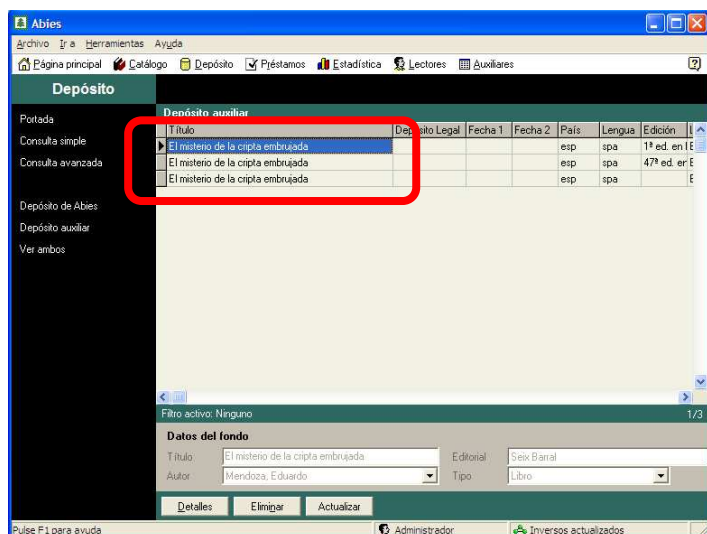 Abies
Archivo Ir a Herramientas Ayuda
Página principal Catálogo Depósito Préstamos Estadística Lectores Auxiliares
Depósito
Portada
Consulta simple
Consulta avanzada
Depósito de Abies
Depósito auxiliar
Ver ambos
Depósito auxiliar
Título Depósito Legal Fecha 1 Fecha 2 País Lengua Edición
El misterio de la cripta embrujada esp spa 1ª ed. en
El misterio de la cripta embrujada esp spa 47ª ed. en
El misterio de la cripta embrujada esp spa
Filtro activo: Ninguno 1/3
Datos del fondo
Título El misterio de la cripta embrujada Editorial Seix Barral
Autor Mendoza, Eduardo Tipo Libro
Detalles Eliminar Actualizar
Pulse F1 para ayuda Administrador Inversos actualizados